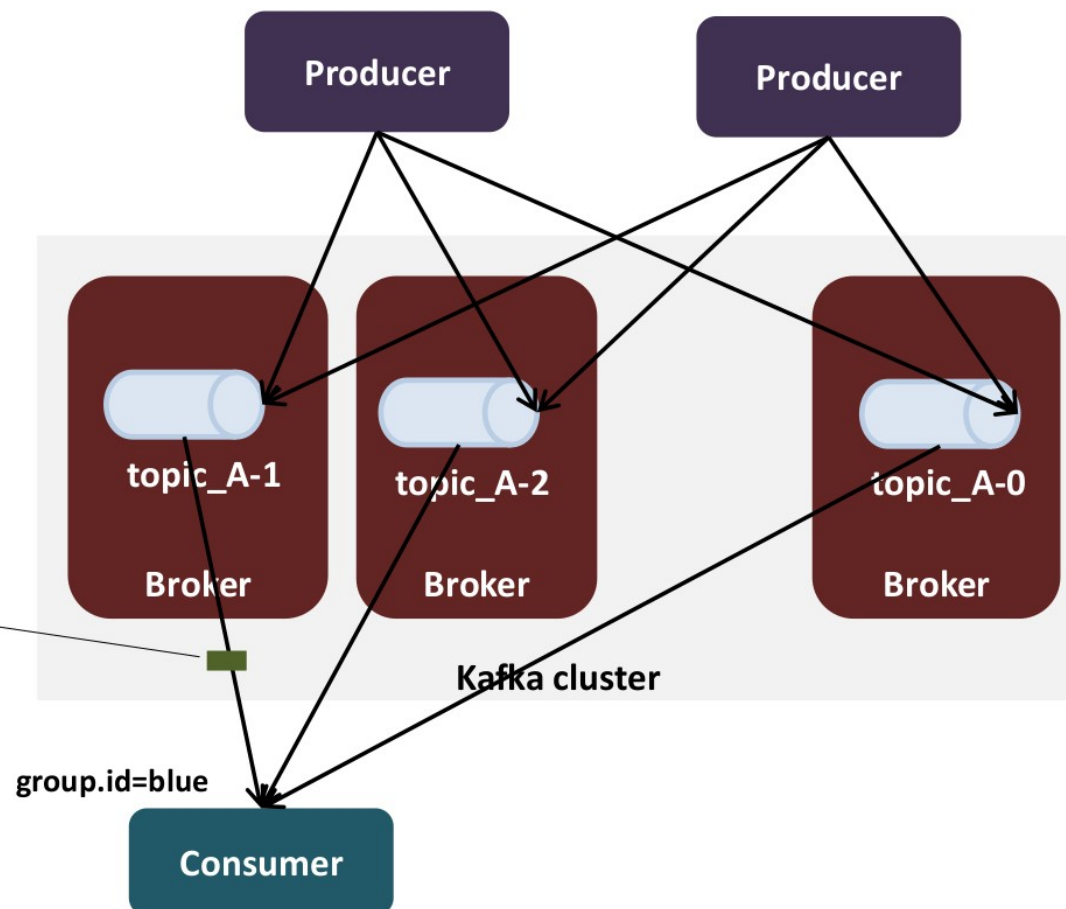 Producer
Producer
topic_A-1
topic_A-2
topic_A-0
Broker
Broker
Broker
Kafka cluster
group.id=blue
Consumer